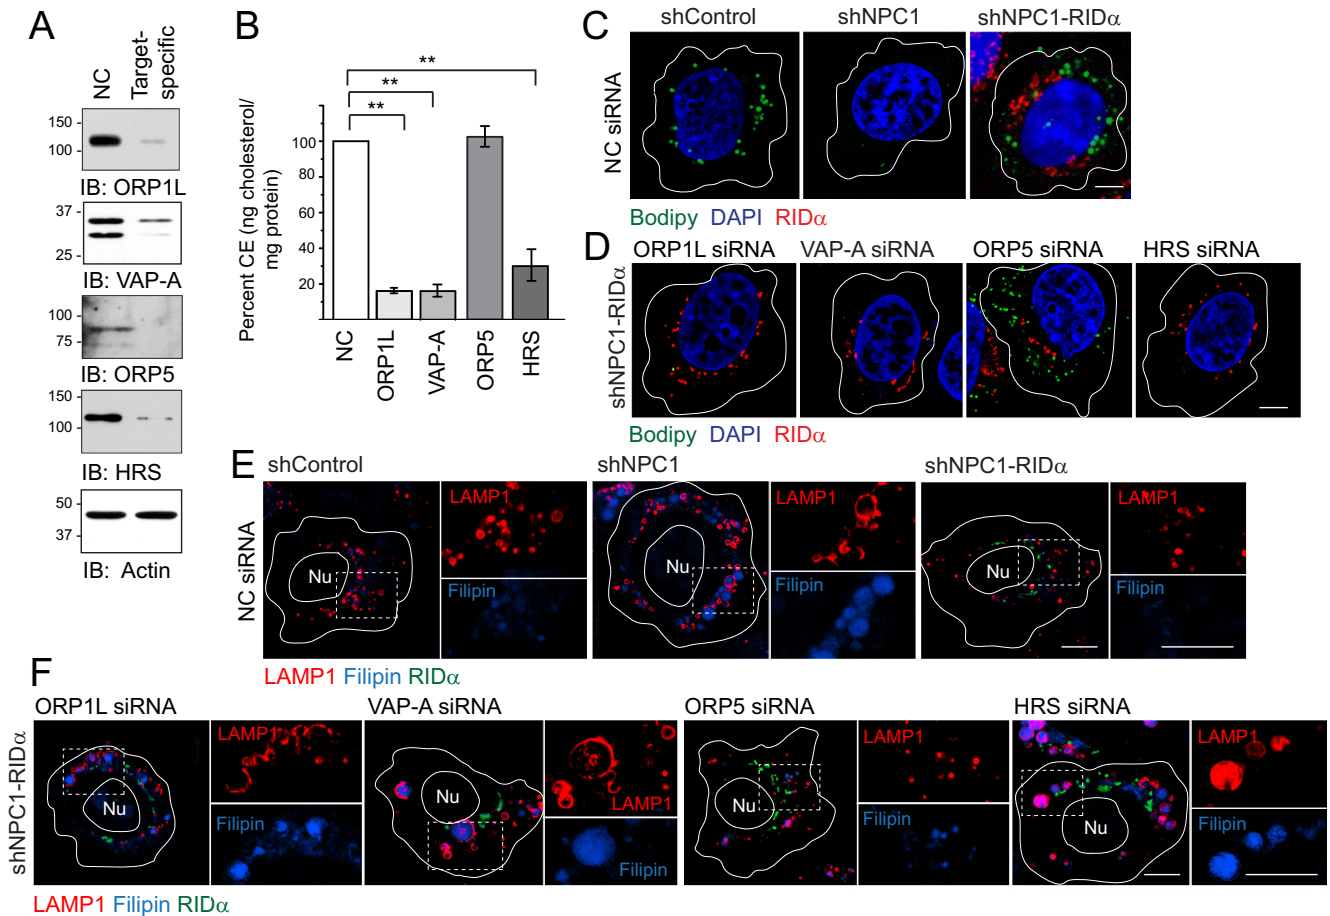 A
NC
Target-
specific
150
100
IB: ORP1L
37
25
IB: VAP-A
100
75
IB: ORP5
150
100
IB: HRS
50
37
IB: Actin
B
**
**
**
Percent CE (ng cholesterol/
mg protein)
100
80
60
40
20
NC
ORP1L
VAP-A
ORP5
HRS
C
shControl
shNPC1
shNPC1-RIDα
NC siRNA
Bodipy DAPI RIDα
D
ORP1L siRNA
VAP-A siRNA
ORP5 siRNA
HRS siRNA
shNPC1-RIDα
Bodipy DAPI RIDα
E
shControl
shNPC1
shNPC1-RIDα
NC siRNA
Nu
LAMP1
Filipin
Nu
LAMP1
Filipin
Nu
LAMP1
Filipin
LAMP1 Filipin RIDα
F
ORP1L siRNA
VAP-A siRNA
ORP5 siRNA
HRS siRNA
shNPC1-RIDα
Nu
LAMP1
Filipin
Nu
LAMP1
Filipin
Nu
LAMP1
Filipin
Nu
LAMP1
Filipin
LAMP1 Filipin RIDα